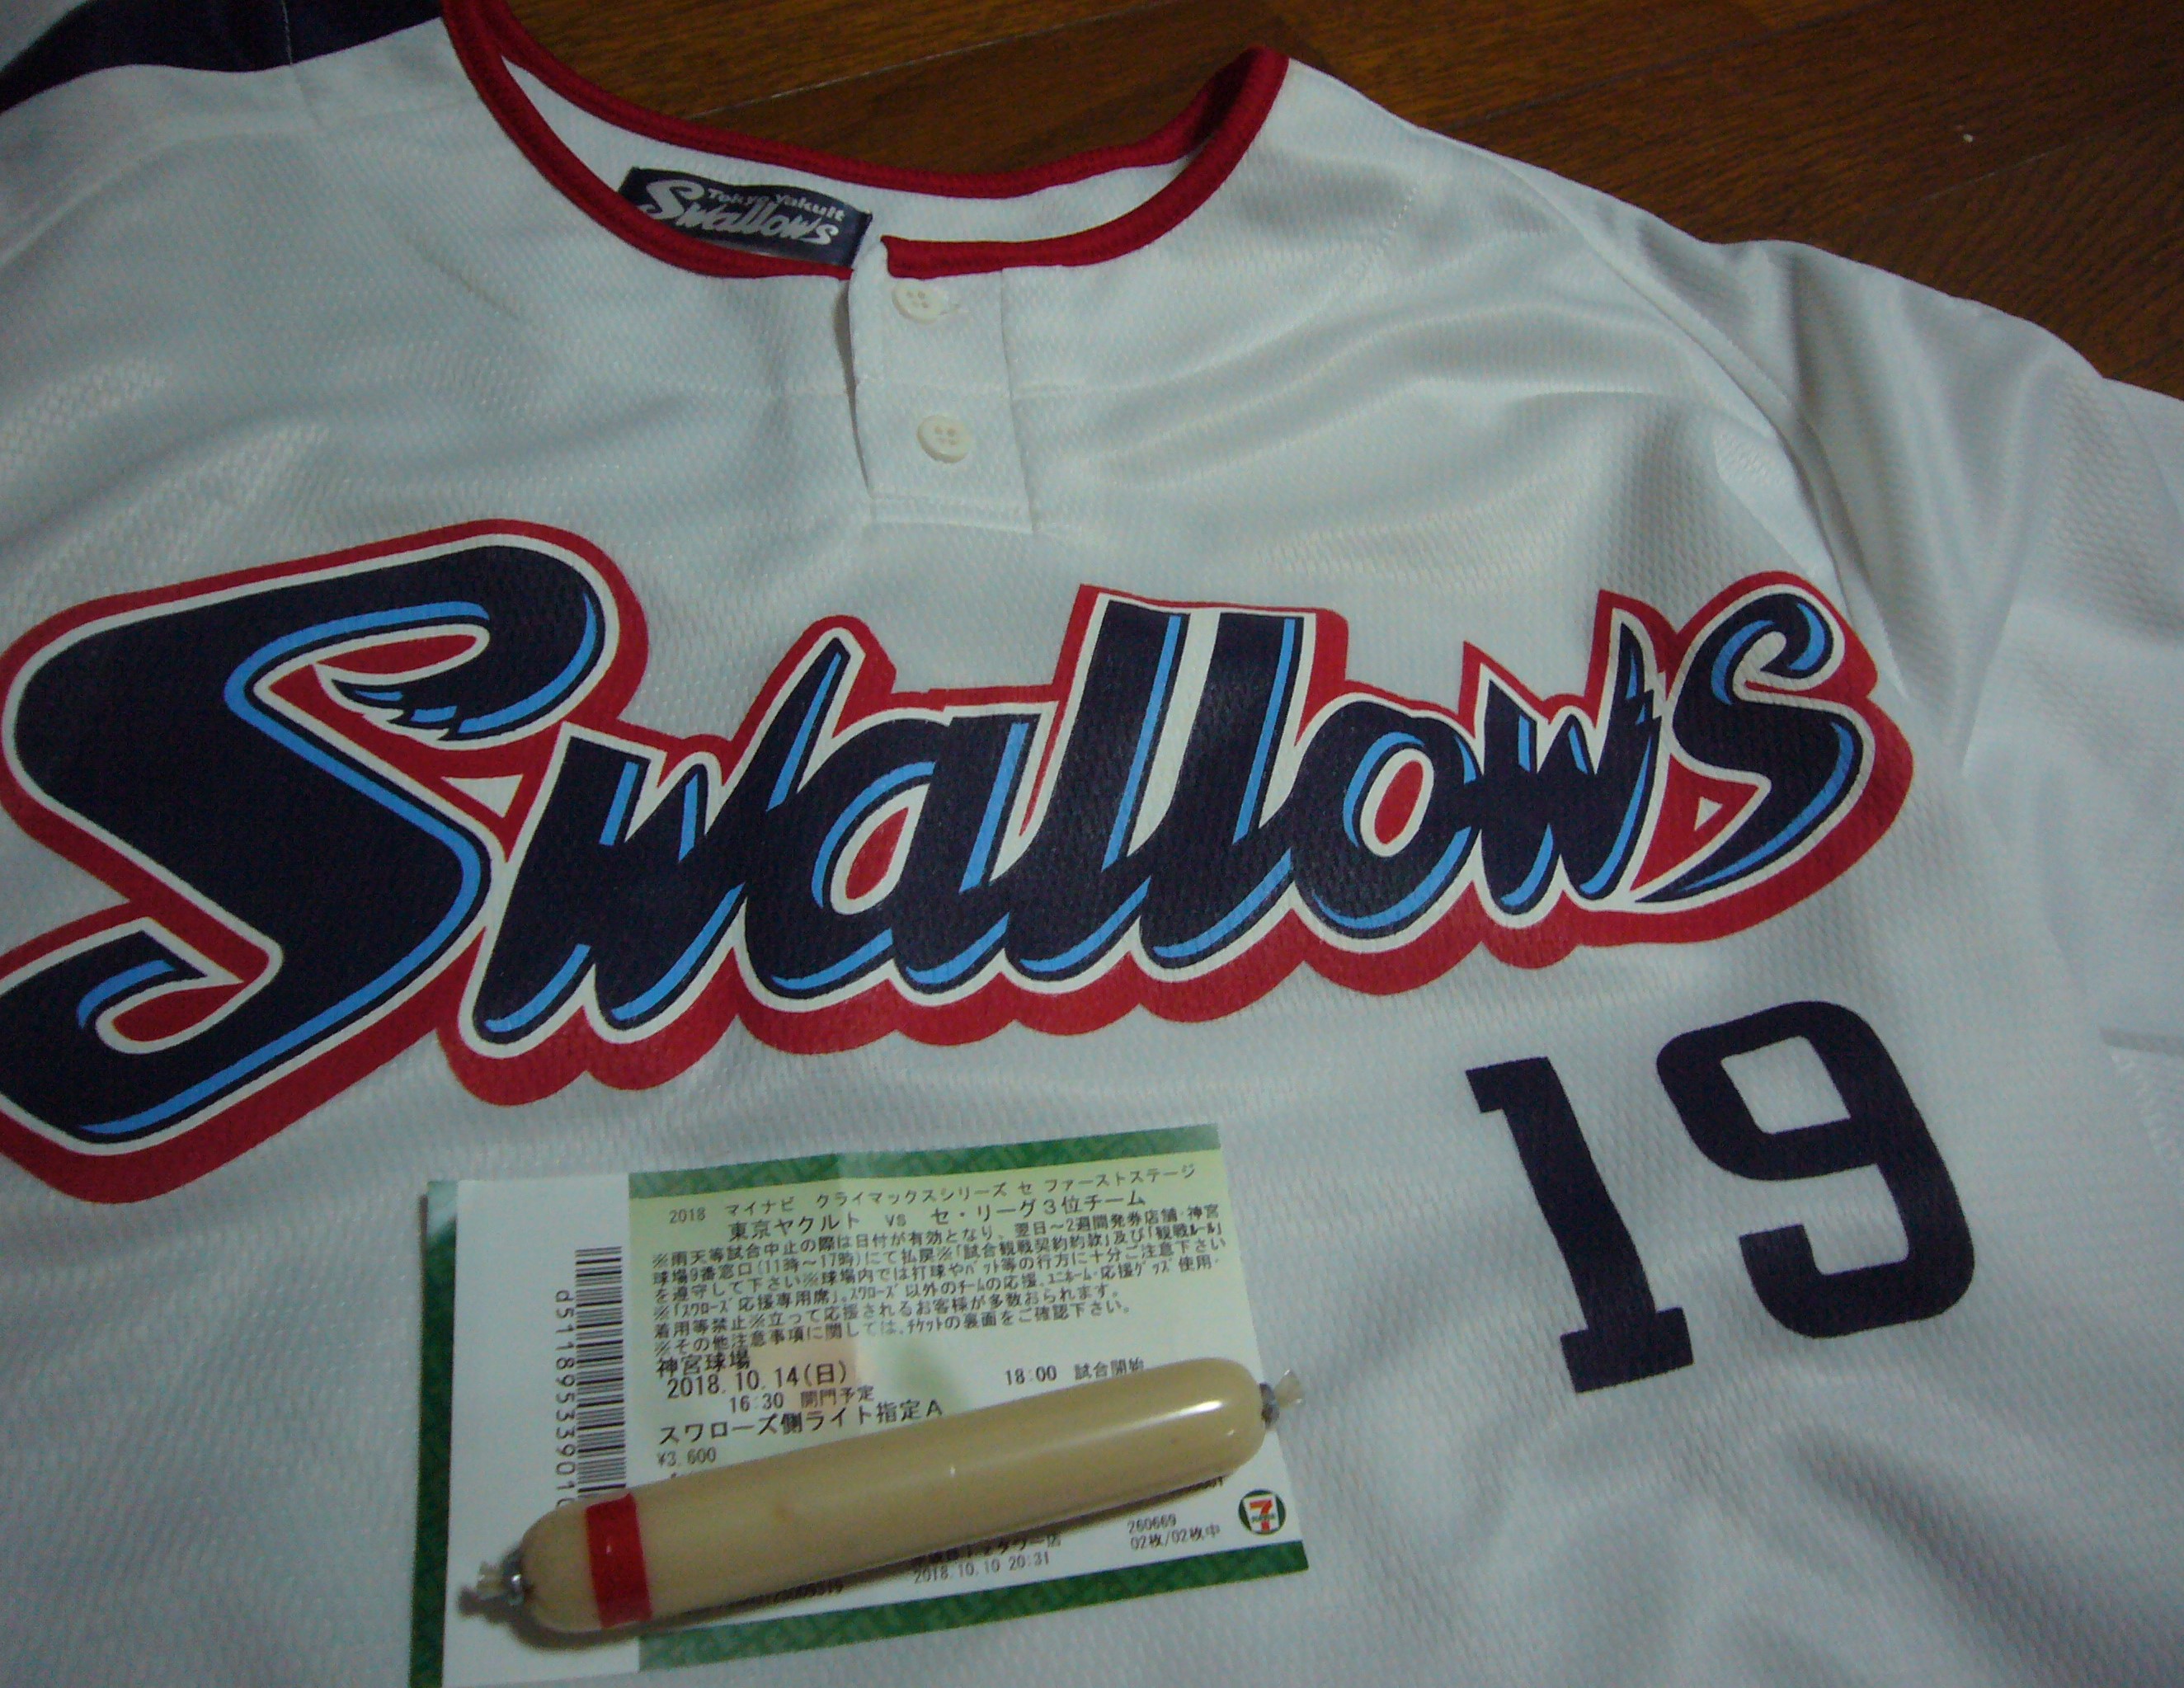 Tokyo Yakult
Swallows
Swallows
19
2018 マイナビ クライマックスシリーズ セ ファーストステージ
東京ヤクルト vs セ・リーグ3位チーム
※雨天等試合中止の際は日付が有効となり、翌日～2週間発券店舗・神宮
球場9番窓口(11時～17時)にて払戻※「試合観戦契約約款」及び「観戦ルール」
を遵守して下さい※球場内では打球やバット等の行方に十分ご注意下さい
※「スワローズ応援専用席」。スワローズ以外のチームの応援、ユニホーム・応援グッズ使用・
着用等禁止※立って応援されるお客様が多数おられます。
※その他注意事項に関しては、チケットの裏面をご確認下さい。
神宮球場
2018.10.14(日) 18:00 試合開始
16:30 開門予定
スワローズ側ライト指定A
¥3,600
260669
02枚/02枚中
2018.10.10 20:31
7